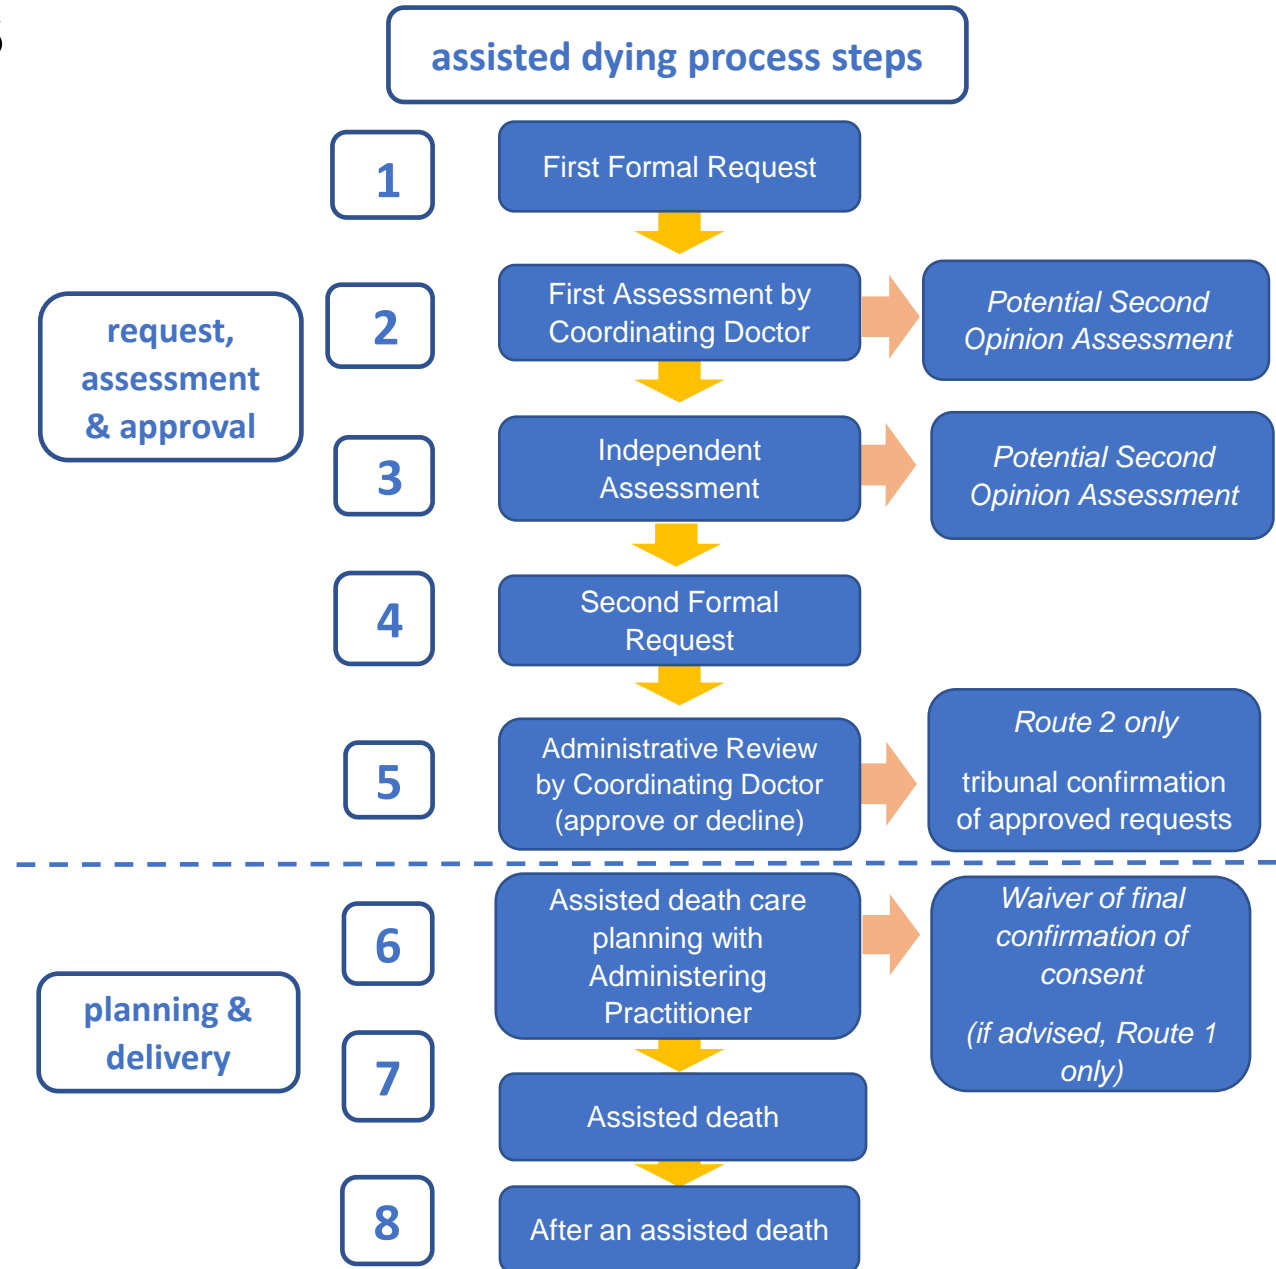 assisted dying process steps
1
First Formal Request
request,
assessment
& approval
2
First Assessment by
Coordinating Doctor
Potential Second
Opinion Assessment
3
Independent
Assessment
Potential Second
Opinion Assessment
4
Second Formal
Request
5
Administrative Review
by Coordinating Doctor
(approve or decline)
Route 2 only
tribunal confirmation
of approved requests
planning &
delivery
6
Assisted death care
planning with
Administering
Practitioner
Waiver of final
confirmation of
consent
(if advised, Route 1
only)
7
Assisted death
8
After an assisted death